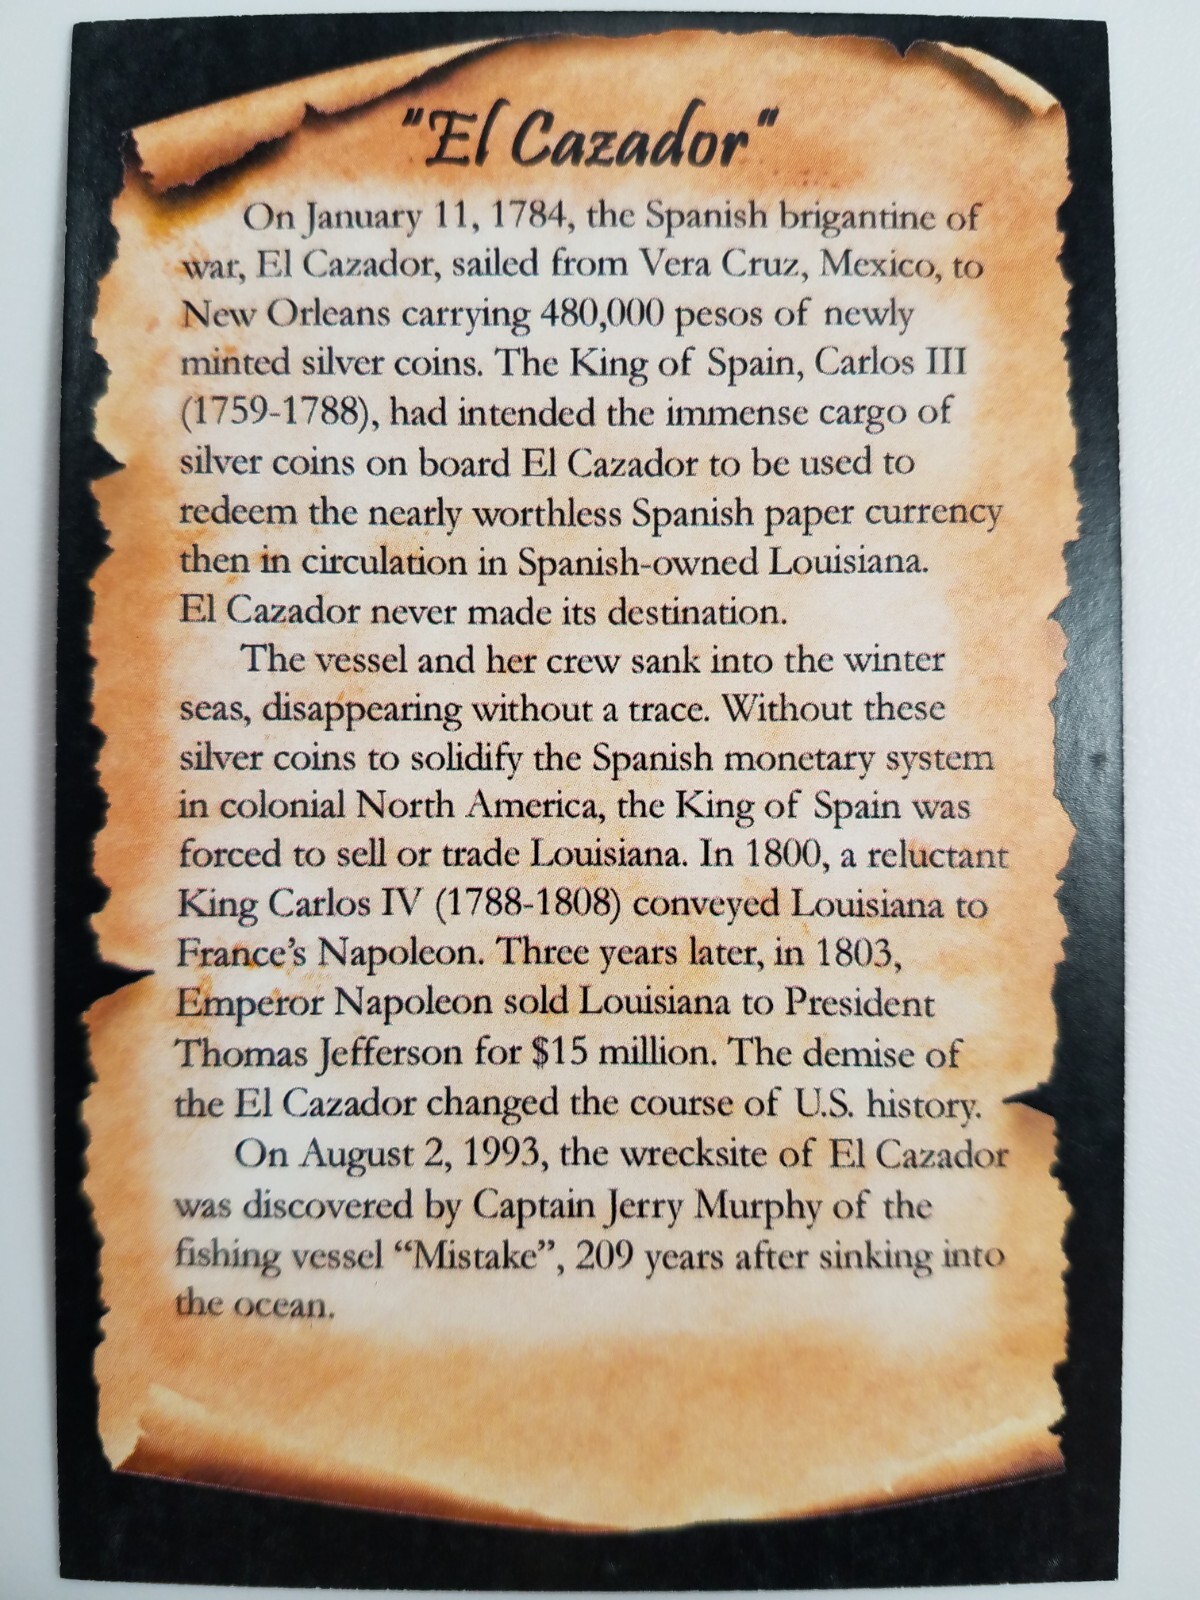 "El Cazador"
On January 11, 1784, the Spanish brigantine of
war, El Cazador, sailed from Vera Cruz, Mexico, to
New Orleans carrying 480,000 pesos of newly
minted silver coins. The King of Spain, Carlos III
(1759-1788), had intended the immense cargo of
silver coins on board El Cazador to be used to
redeem the nearly worthless Spanish paper currency
then in circulation in Spanish-owned Louisiana.
El Cazador never made its destination.
The vessel and her crew sank into the winter
seas, disappearing without a trace. Without these
silver coins to solidify the Spanish monetary system
in colonial North America, the King of Spain was
forced to sell or trade Louisiana. In 1800, a reluctant
King Carlos IV (1788-1808) conveyed Louisiana to
France's Napoleon. Three years later, in 1803,
Emperor Napoleon sold Louisiana to President
Thomas Jefferson for $15 million. The demise of
the El Cazador changed the course of U.S. history.
On August 2, 1993, the wrecksite of El Cazador
was discovered by Captain Jerry Murphy of the
fishing vessel “Mistake”, 209 years after sinking into
the ocean.